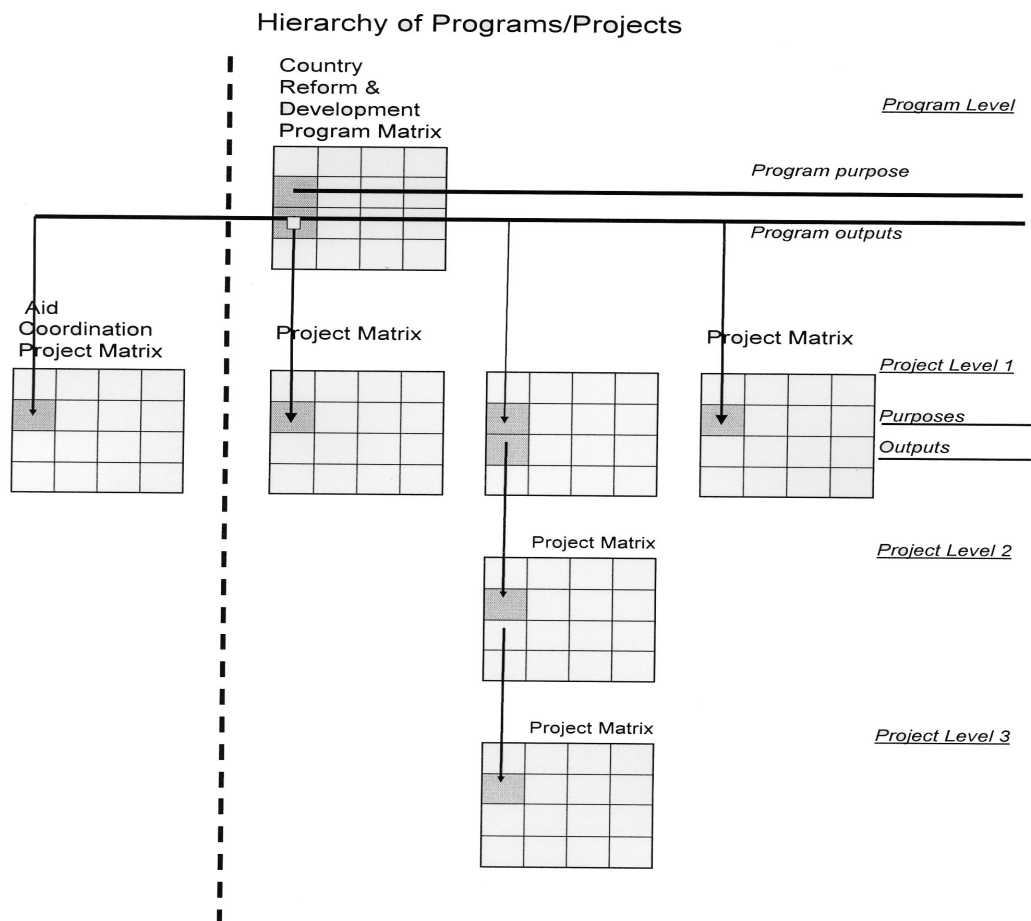 Hierarchy of Programs/Projects
Country
Reform &
Development
Program Matrix
Program Level
Program purpose
Program outputs
Aid
Coordination
Project Matrix
Project Matrix
Project Matrix
Project Level 1
Purposes
Outputs
Project Matrix
Project Level 2
Project Matrix
Project Level 3